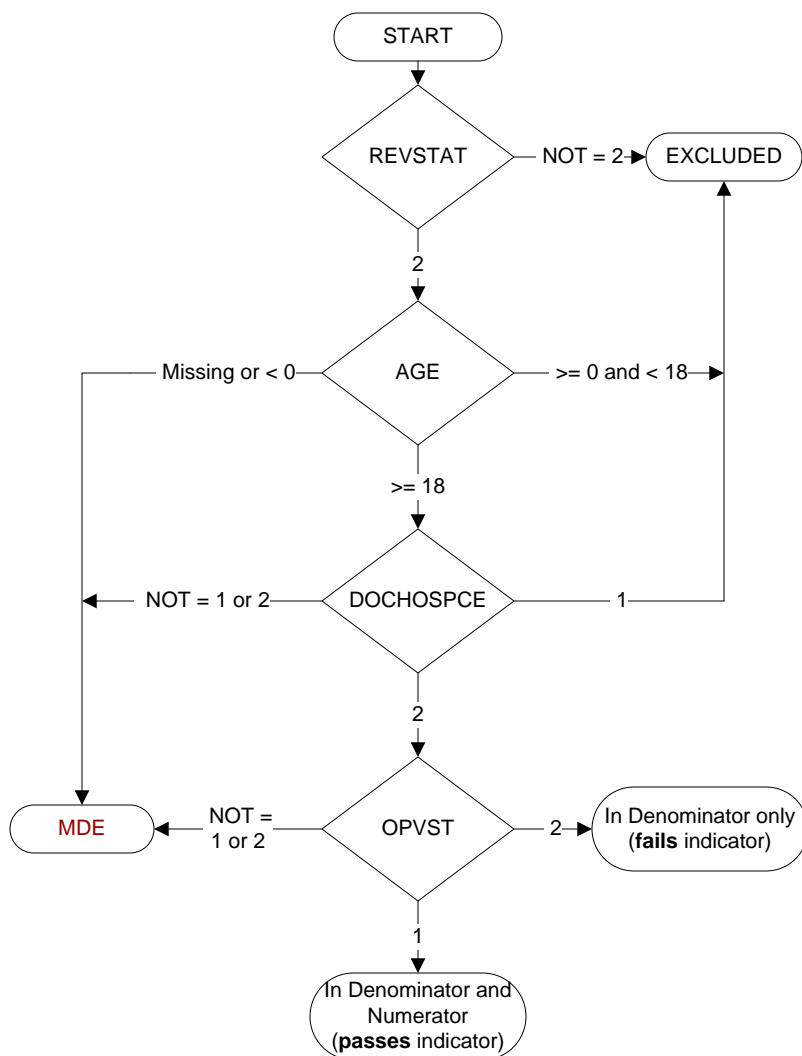 START
REVSTAT
NOT = 2
EXCLUDED
2
Missing or < 0
AGE
>= 0 and < 18
>= 18
NOT = 1 or 2
DOCHOSPCE
1
2
MDE
NOT =
1 or 2
OPVST
2
In Denominator only
(fails indicator)
1
In Denominator and
Numerator
(passes indicator)